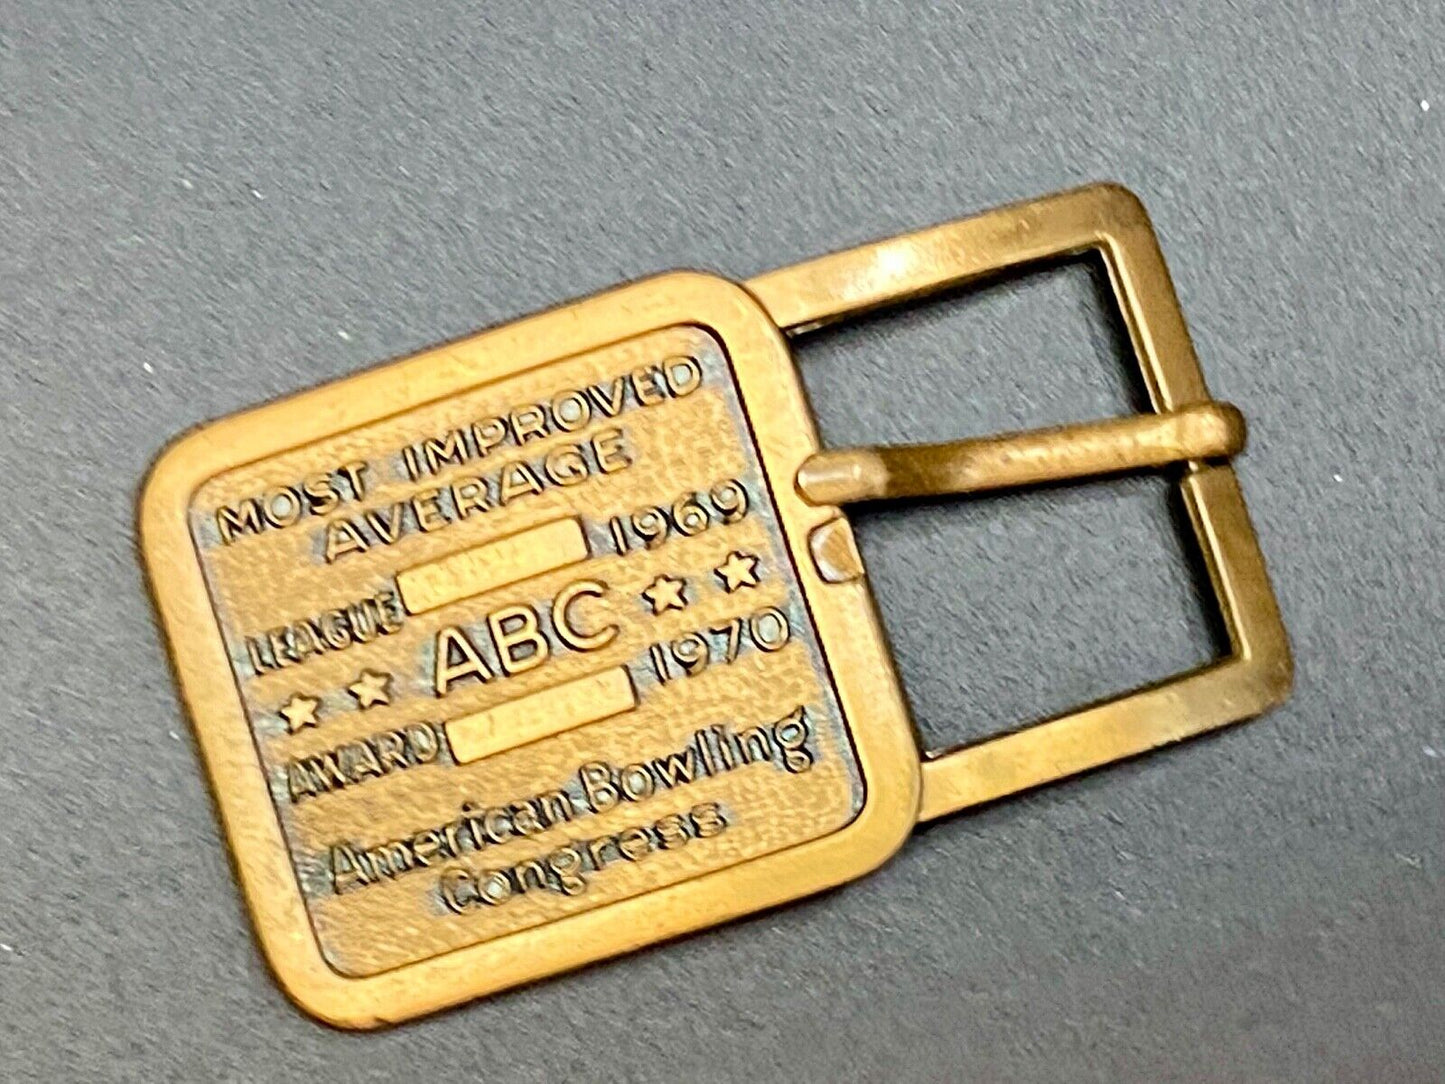 MOST IMPROVED
AVERAGE
LEAGUE 1969
★ ★ ABC ★ ★
AWARD 1970
American Bowling
Congress